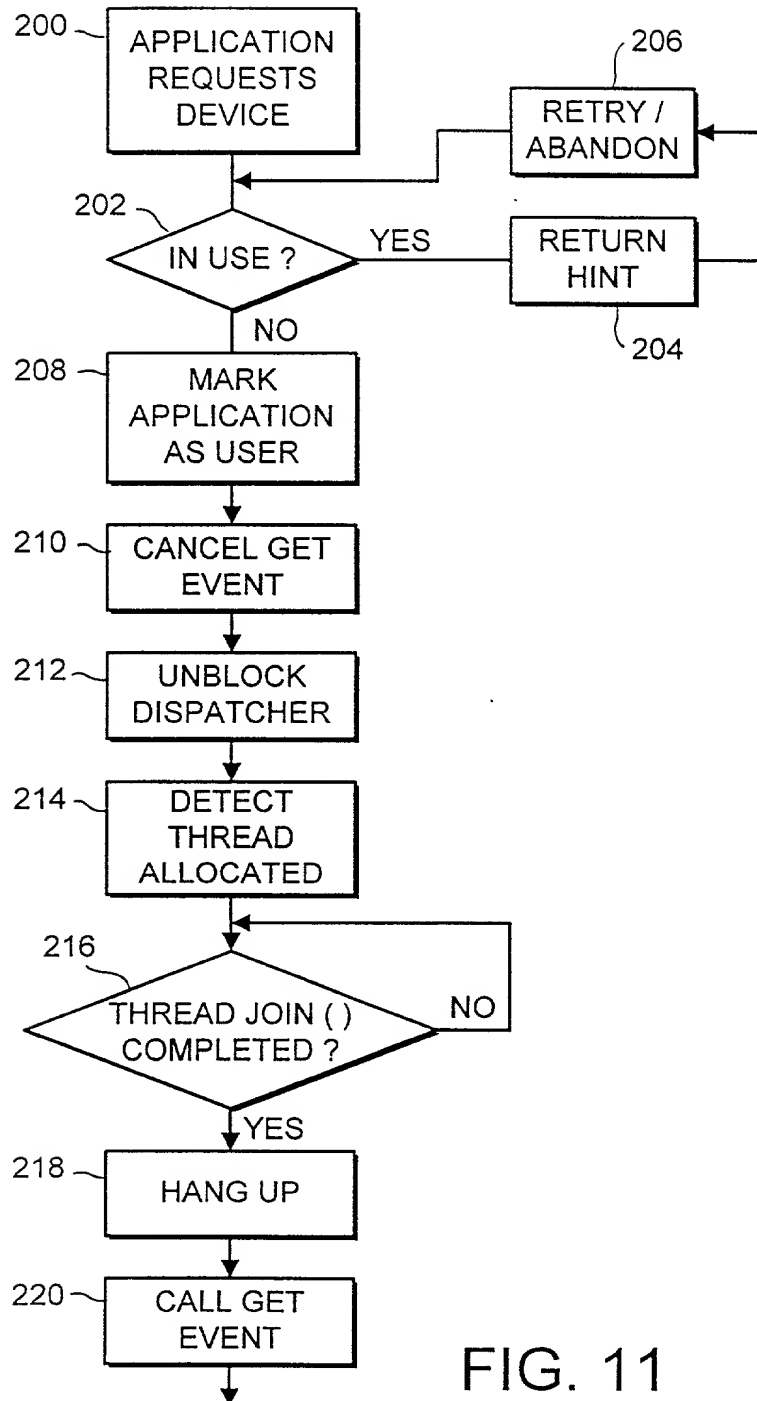 200
APPLICATION
REQUESTS
DEVICE
206
RETRY /
ABANDON
202
IN USE ?
YES
RETURN
HINT
204
NO
208
MARK
APPLICATION
AS USER
210
CANCEL GET
EVENT
212
UNBLOCK
DISPATCHER
214
DETECT
THREAD
ALLOCATED
216
THREAD JOIN ( )
COMPLETED ?
NO
YES
218
HANG UP
220
CALL GET
EVENT
FIG. 11